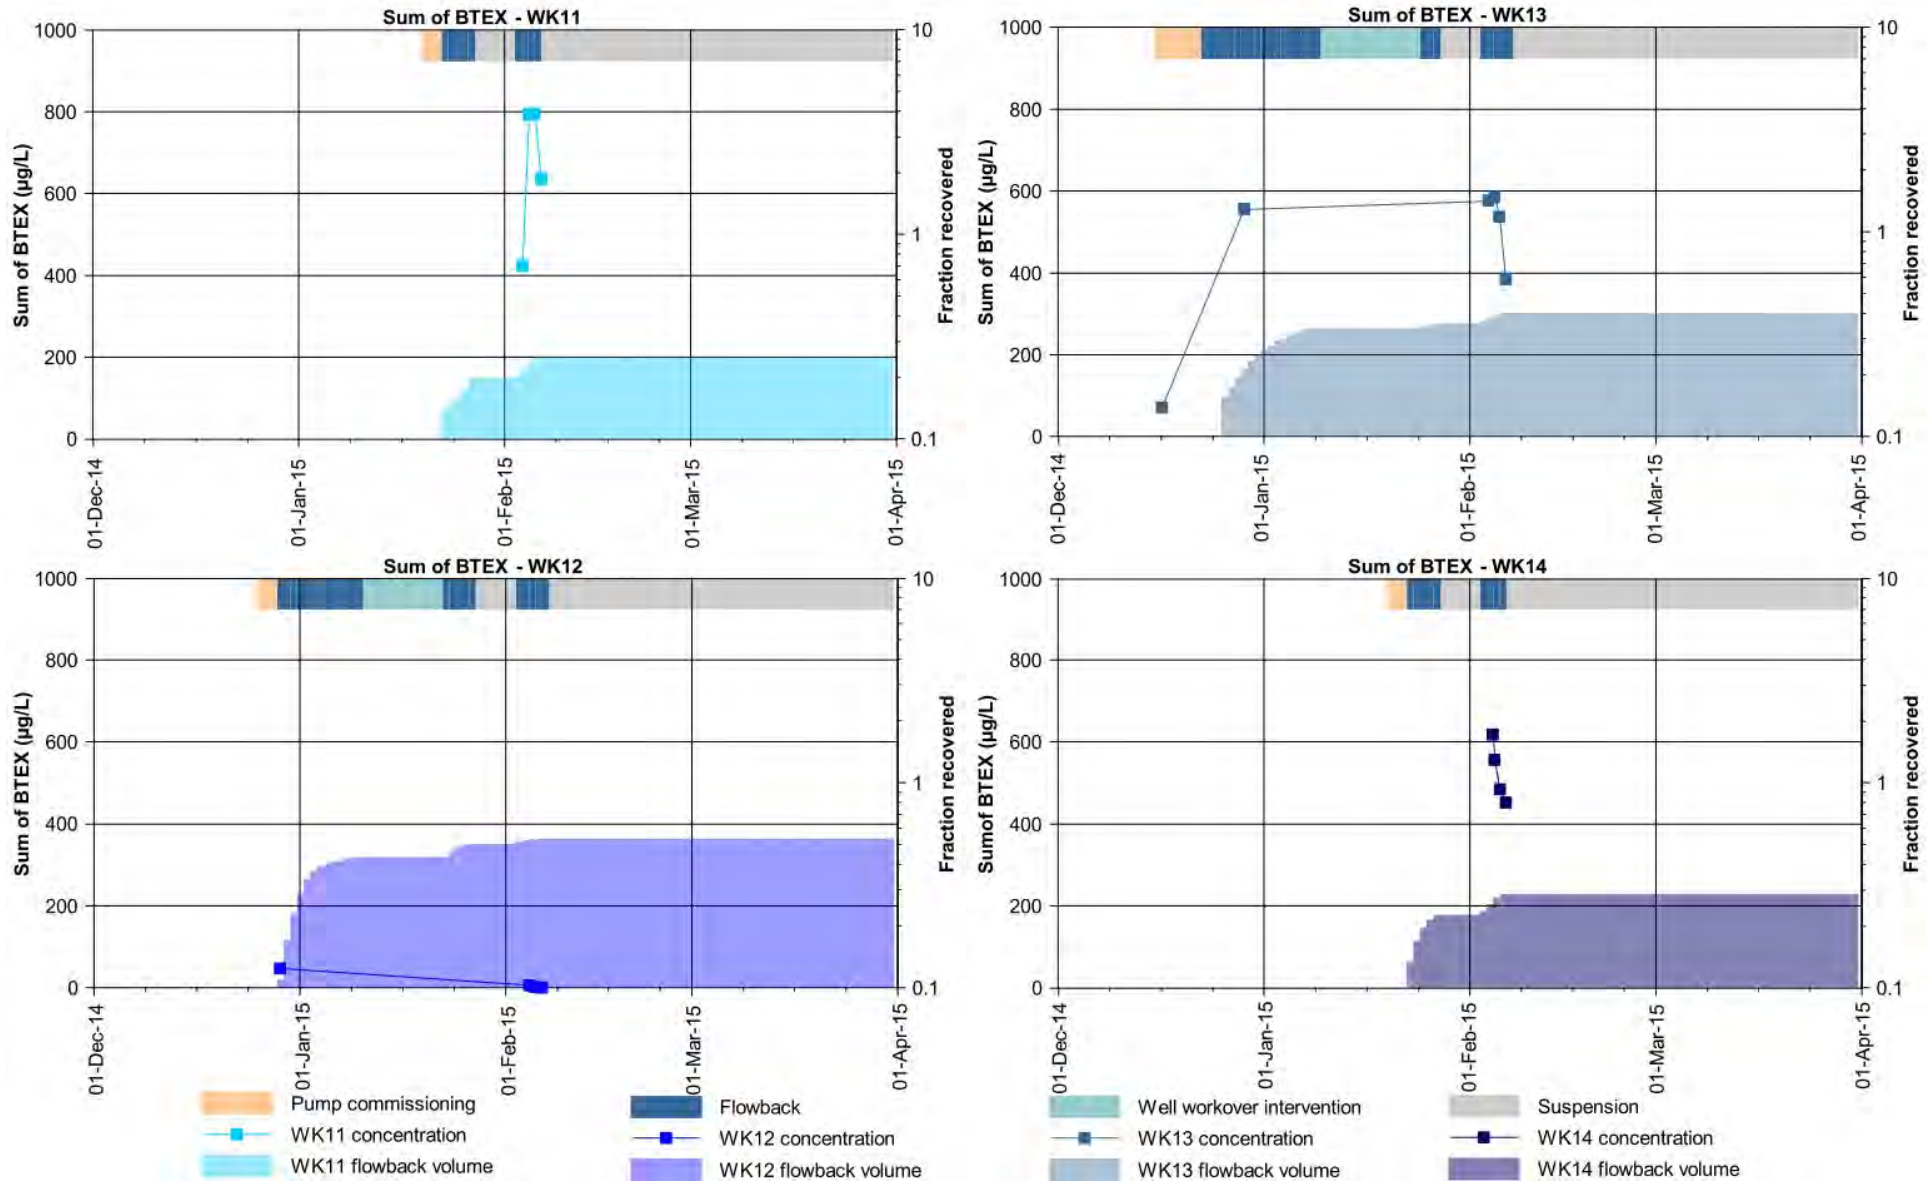 Sum of BTEX - WK11
1000
800
600
400
200
0
Sum of BTEX (µg/L)
10
1
0.1
Fraction recovered
01-Dec-14
01-Jan-15
01-Feb-15
01-Mar-15
01-Apr-15
Sum of BTEX - WK13
1000
800
600
400
200
0
Sum of BTEX (µg/L)
10
1
0.1
Fraction recovered
01-Dec-14
01-Jan-15
01-Feb-15
01-Mar-15
01-Apr-15
Sum of BTEX - WK12
1000
800
600
400
200
0
Sum of BTEX (µg/L)
10
1
0.1
Fraction recovered
01-Dec-14
01-Jan-15
01-Feb-15
01-Mar-15
01-Apr-15
Sum of BTEX - WK14
1000
800
600
400
200
0
Sumof BTEX (µg/L)
10
1
0.1
Fraction recovered
01-Dec-14
01-Jan-15
01-Feb-15
01-Mar-15
01-Apr-15
Pump commissioning
WK11 concentration
WK11 flowback volume
Flowback
WK12 concentration
WK12 flowback volume
Well workover intervention
WK13 concentration
WK13 flowback volume
Suspension
WK14 concentration
WK14 flowback volume